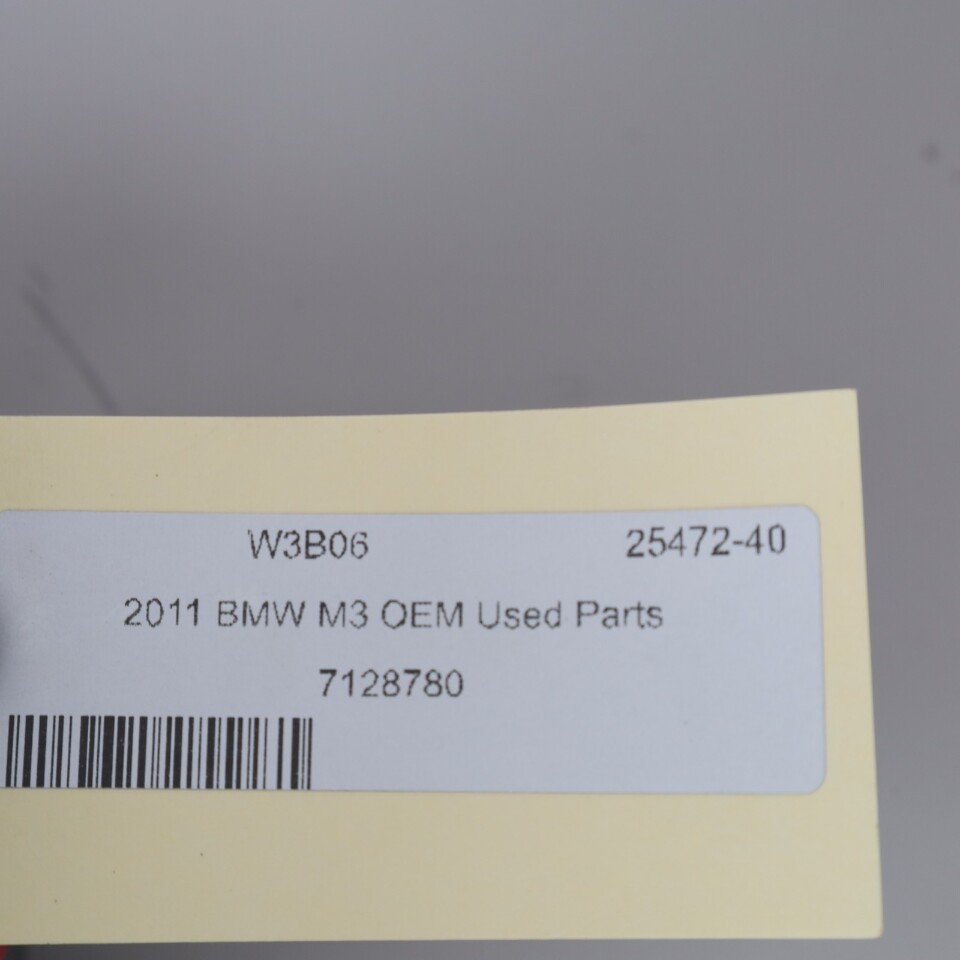 W3B06 25472-40
2011 BMW M3 OEM Used Parts
7128780